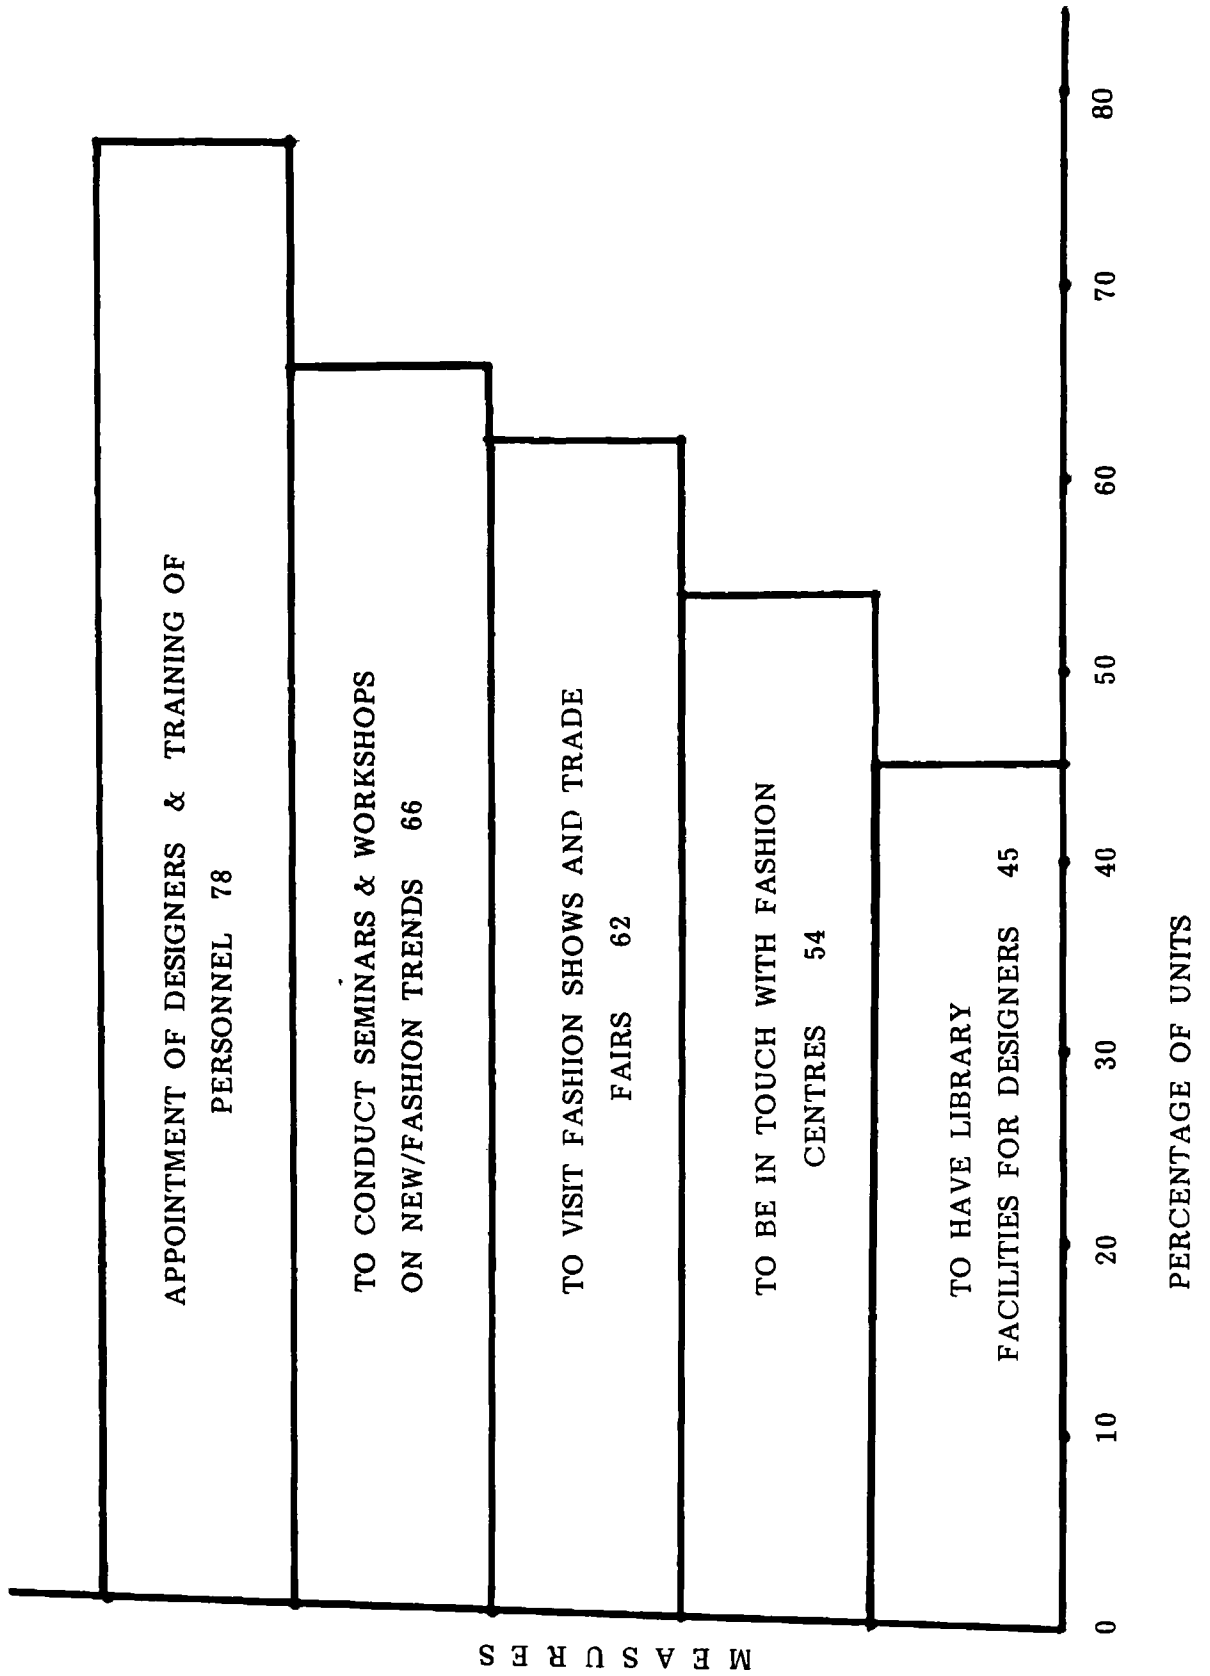 MEASURES
APPOINTMENT OF DESIGNERS & TRAINING OF
PERSONNEL 78
TO CONDUCT SEMINARS & WORKSHOPS
ON NEW/FASHION TRENDS 66
TO VISIT FASHION SHOWS AND TRADE
FAIRS 62
TO BE IN TOUCH WITH FASHION
CENTRES 54
TO HAVE LIBRARY
FACILITIES FOR DESIGNERS 45
0 10 20 30 40 50 60 70 80
PERCENTAGE OF UNITS